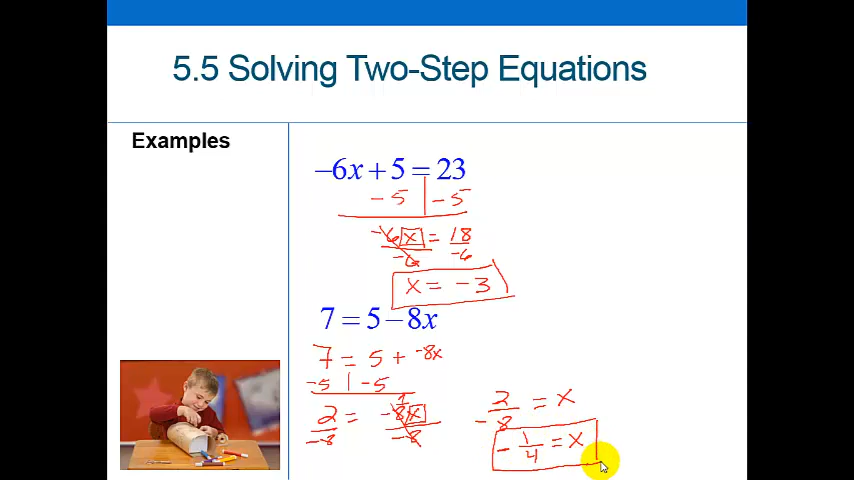 5.5 Solving Two-Step Equations
Examples
−6x + 5 = 23
− 5 | − 5
−6x = 18
−6 −6
x = −3
7 = 5 − 8x
7 = 5 + −8x
−5 | −5
2 = −8x
−8 −8
2 = x
−8
− 1/4 = x